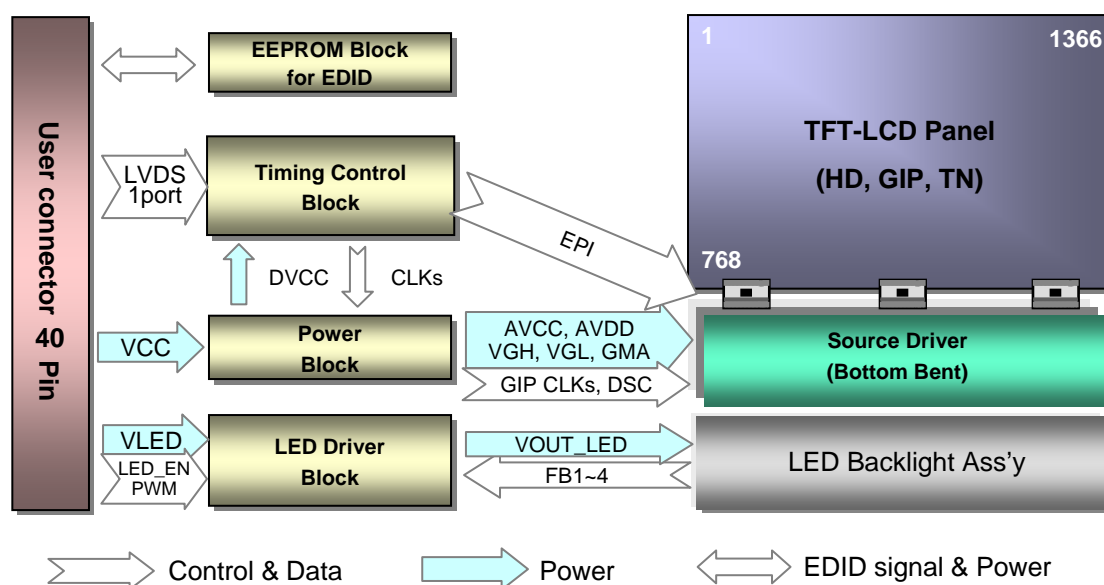 User connector 40 Pin
EEPROM Block
for EDID
LVDS
1port
Timing Control
Block
EPI
DVCC
CLKs
VCC
Power
Block
AVCC, AVDD
VGH, VGL, GMA
GIP CLKs, DSC
VLED
LED_EN
PWM
LED Driver
Block
VOUT_LED
FB1~4
1
1366
TFT-LCD Panel
(HD, GIP, TN)
768
Source Driver
(Bottom Bent)
LED Backlight Ass'y
Control & Data
Power
EDID signal & Power